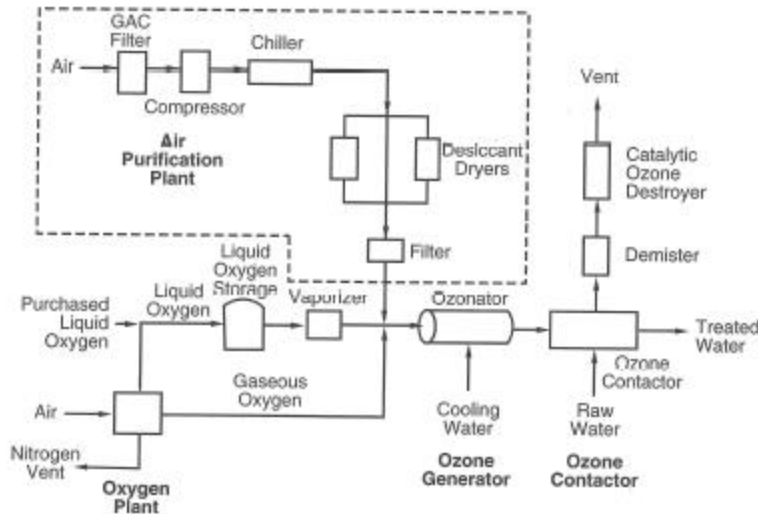 GAC
Filter
Chiller
Air
Compressor
Air
Purification
Plant
Desiccant
Dryers
Filter
Vent
Catalytic
Ozone
Destroyer
Demister
Liquid
Oxygen
Storage
Liquid
Oxygen
Vaporizer
Ozonator
Purchased
Liquid
Oxygen
Treated
Water
Ozone
Contactor
Gaseous
Oxygen
Air
Cooling
Water
Raw
Water
Nitrogen
Vent
Oxygen
Plant
Ozone
Generator
Ozone
Contactor